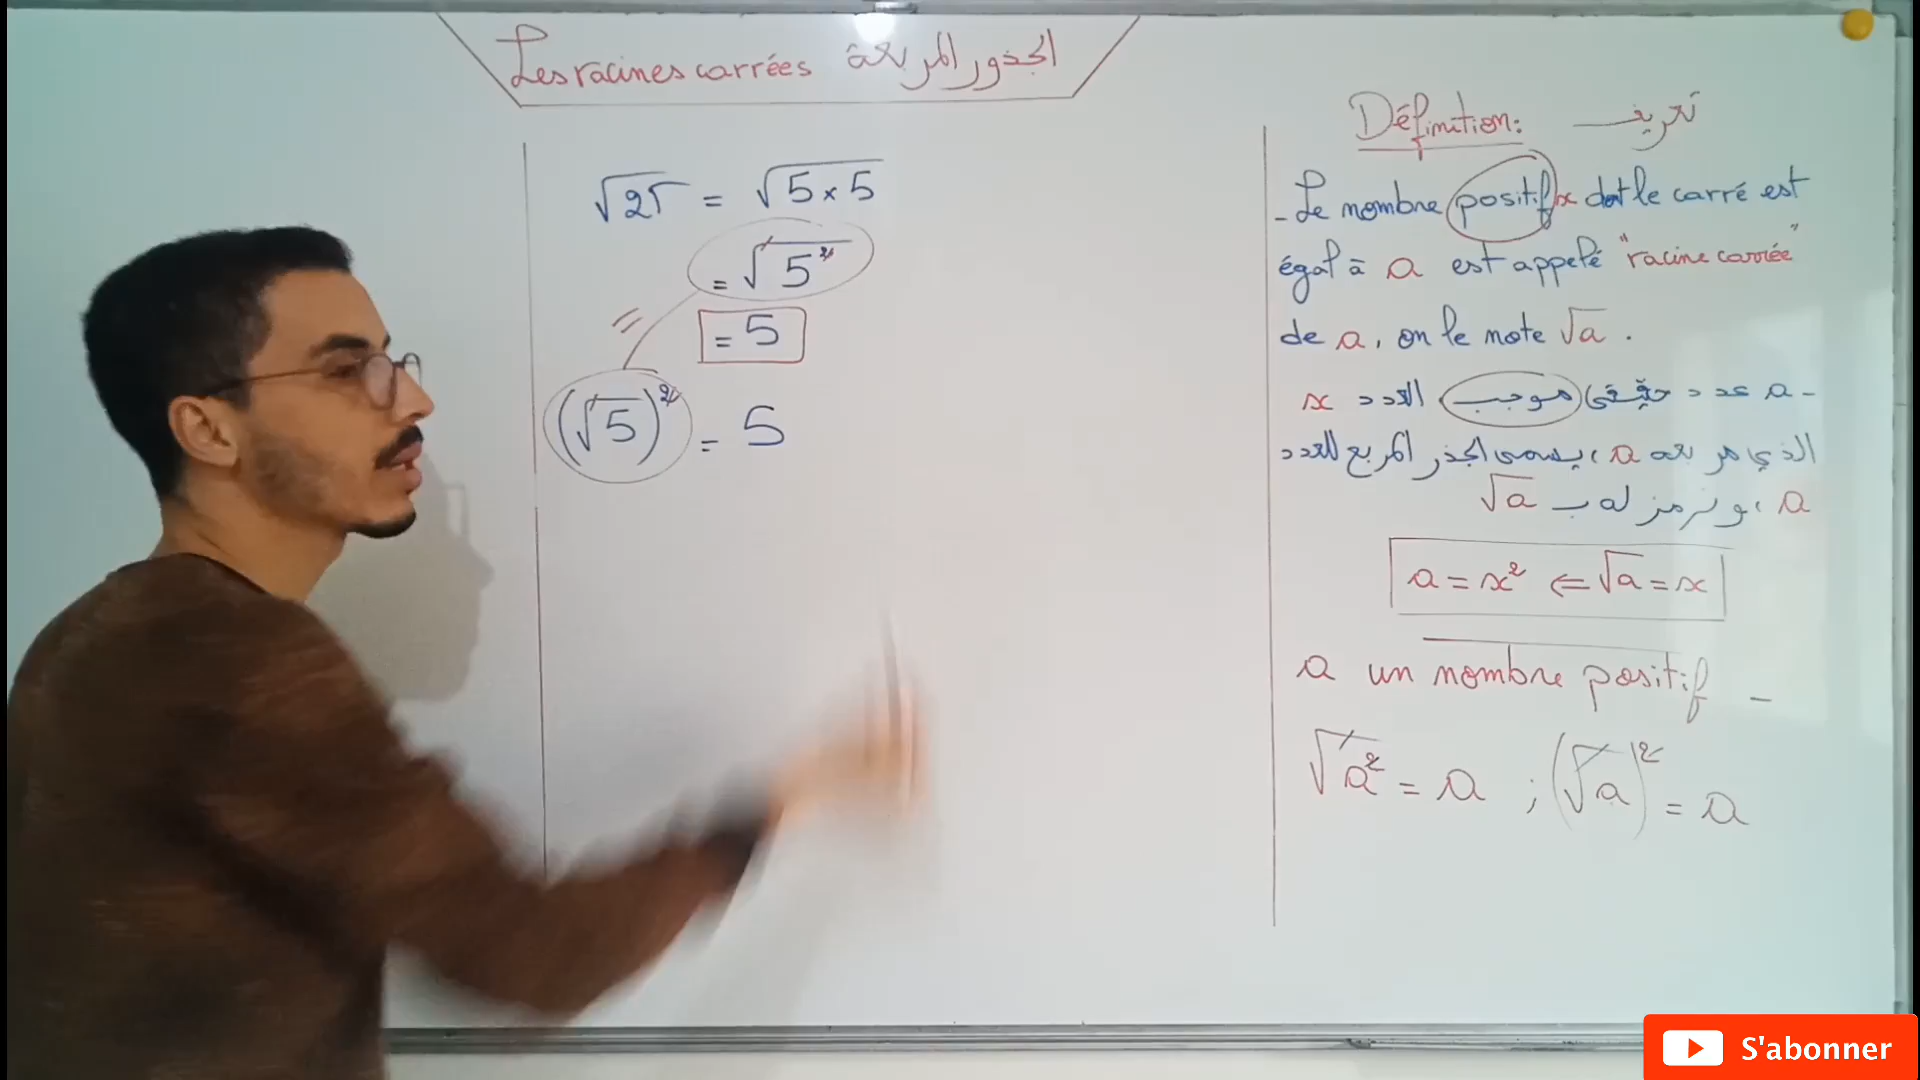 Les racines carrées الجذور المربعة
√25 = √5×5
= √5²
= 5
=
(√5)² = 5
Définition: تعريف
- Le nombre positif x dont le carré est
égal à a est appelé "racine carrée"
de a, on le note √a .
- a عدد حقيقي موجب، العدد x
الذي مربعه a، يسمى الجذر المربع للعدد
a، ونرمز له ب √a
a = x² ⇐ √a = x
a un nombre positif -
√a² = a ; (√a)² = a
S'abonner